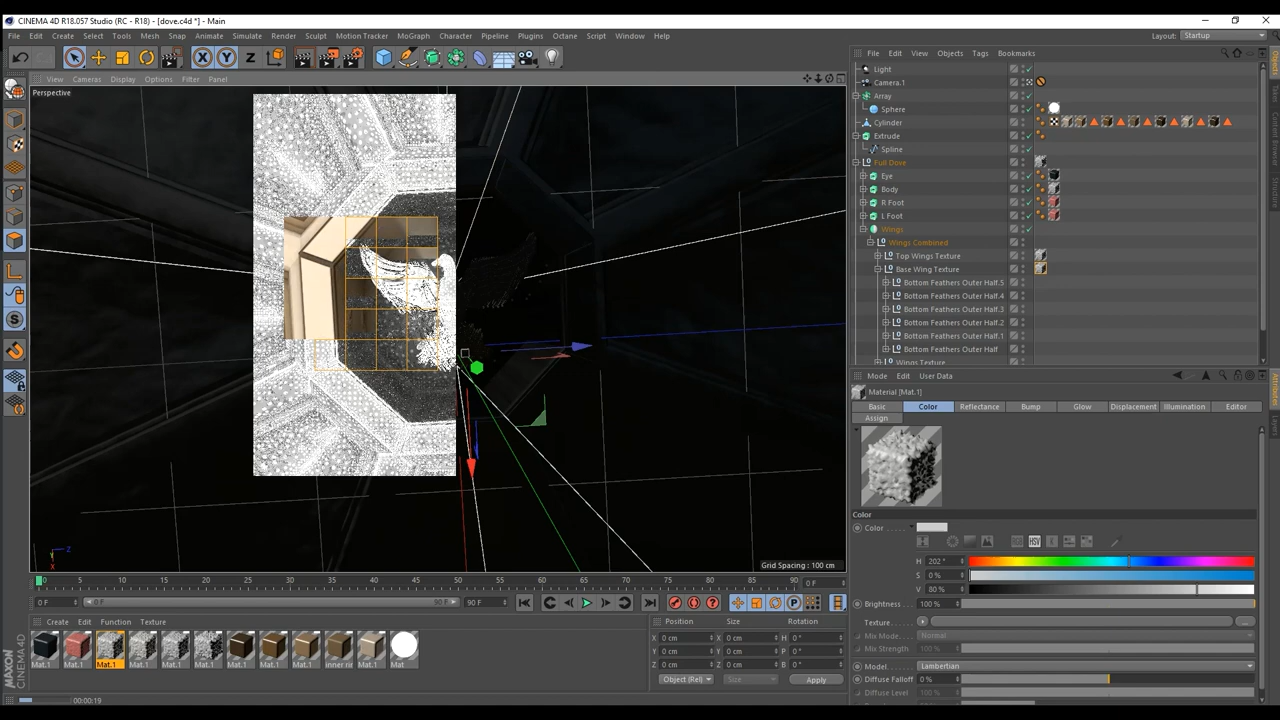 CINEMA 4D R18.057 Studio (RC - R18) - [dove.c4d *] - Main
File Edit Create Select Tools Mesh Snap Animate Simulate Render Sculpt Motion Tracker MoGraph Character Pipeline Plugins Octane Script Window Help
Layout: Startup
View Cameras Display Options Filter Panel
Perspective
Grid Spacing : 100 cm
File Edit View Objects Tags Bookmarks
Light
Camera.1
Array
Sphere
Cylinder
Extrude
Spline
Full Dove
Eye
Body
R Foot
L Foot
Wings
Wings Combined
Top Wings Texture
Base Wing Texture
Bottom Feathers Outer Half.5
Bottom Feathers Outer Half.4
Bottom Feathers Outer Half.3
Bottom Feathers Outer Half.2
Bottom Feathers Outer Half.1
Bottom Feathers Outer Half
Wings Texture
Objects
Attributes
Mode Edit User Data
Material [Mat.1]
Basic Color Reflectance Bump Glow Displacement Illumination Editor
Assign
Color
Color
HSV
H 202 °
S 0 %
V 80 %
Brightness 100 %
Texture
Mix Mode Normal
Mix Strength 100 %
Model Lambertian
Diffuse Falloff 0 %
Diffuse Level 100 %
0 5 10 15 20 25 30 35 40 45 50 55 60 65 70 75 80 85 90 0 F
0 F 0 F 90 F 90 F
Create Edit Function Texture
Mat.1 Mat.1 Mat.1 Mat.1 Mat.1 Mat.1 Mat.1 Mat.1 Mat.1 inner rin Mat.1 Mat
Position Size Rotation
X 0 cm X 0 cm H 0 °
Y 0 cm Y 0 cm P 0 °
Z 0 cm Z 0 cm B 0 °
Object (Rel) Size Apply
MAXON CINEMA 4D
00:00:19